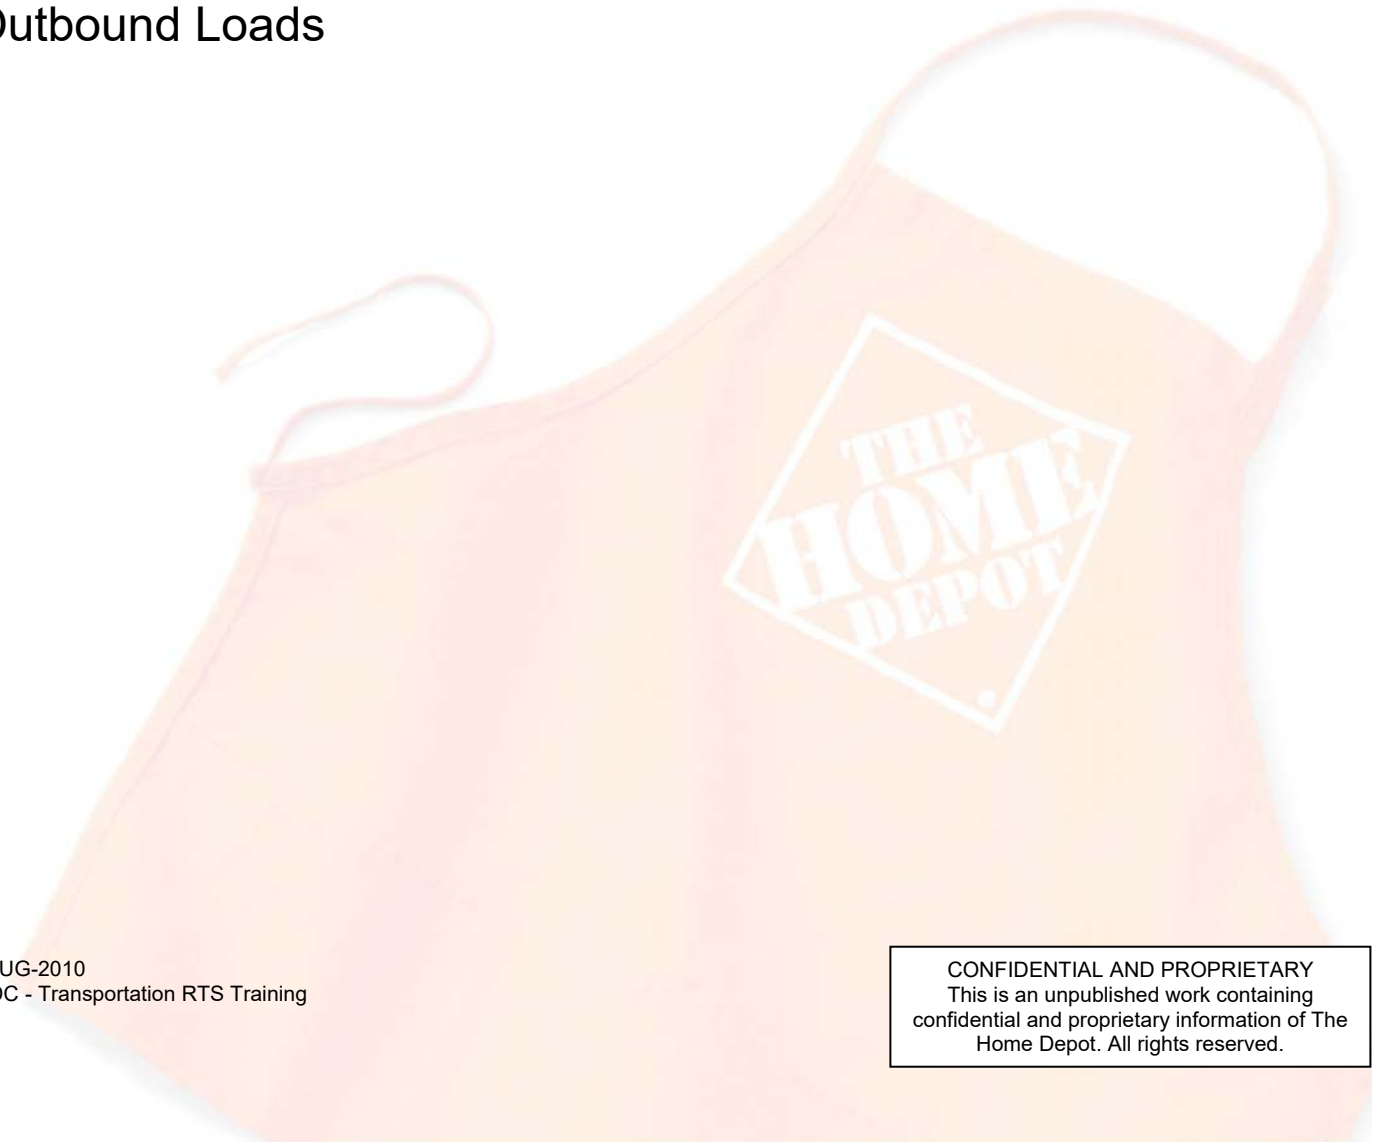 Outbound Loads
THE
HOME
DEPOT
UG-2010
C - Transportation RTS Training
CONFIDENTIAL AND PROPRIETARY
This is an unpublished work containing
confidential and proprietary information of The
Home Depot. All rights reserved.